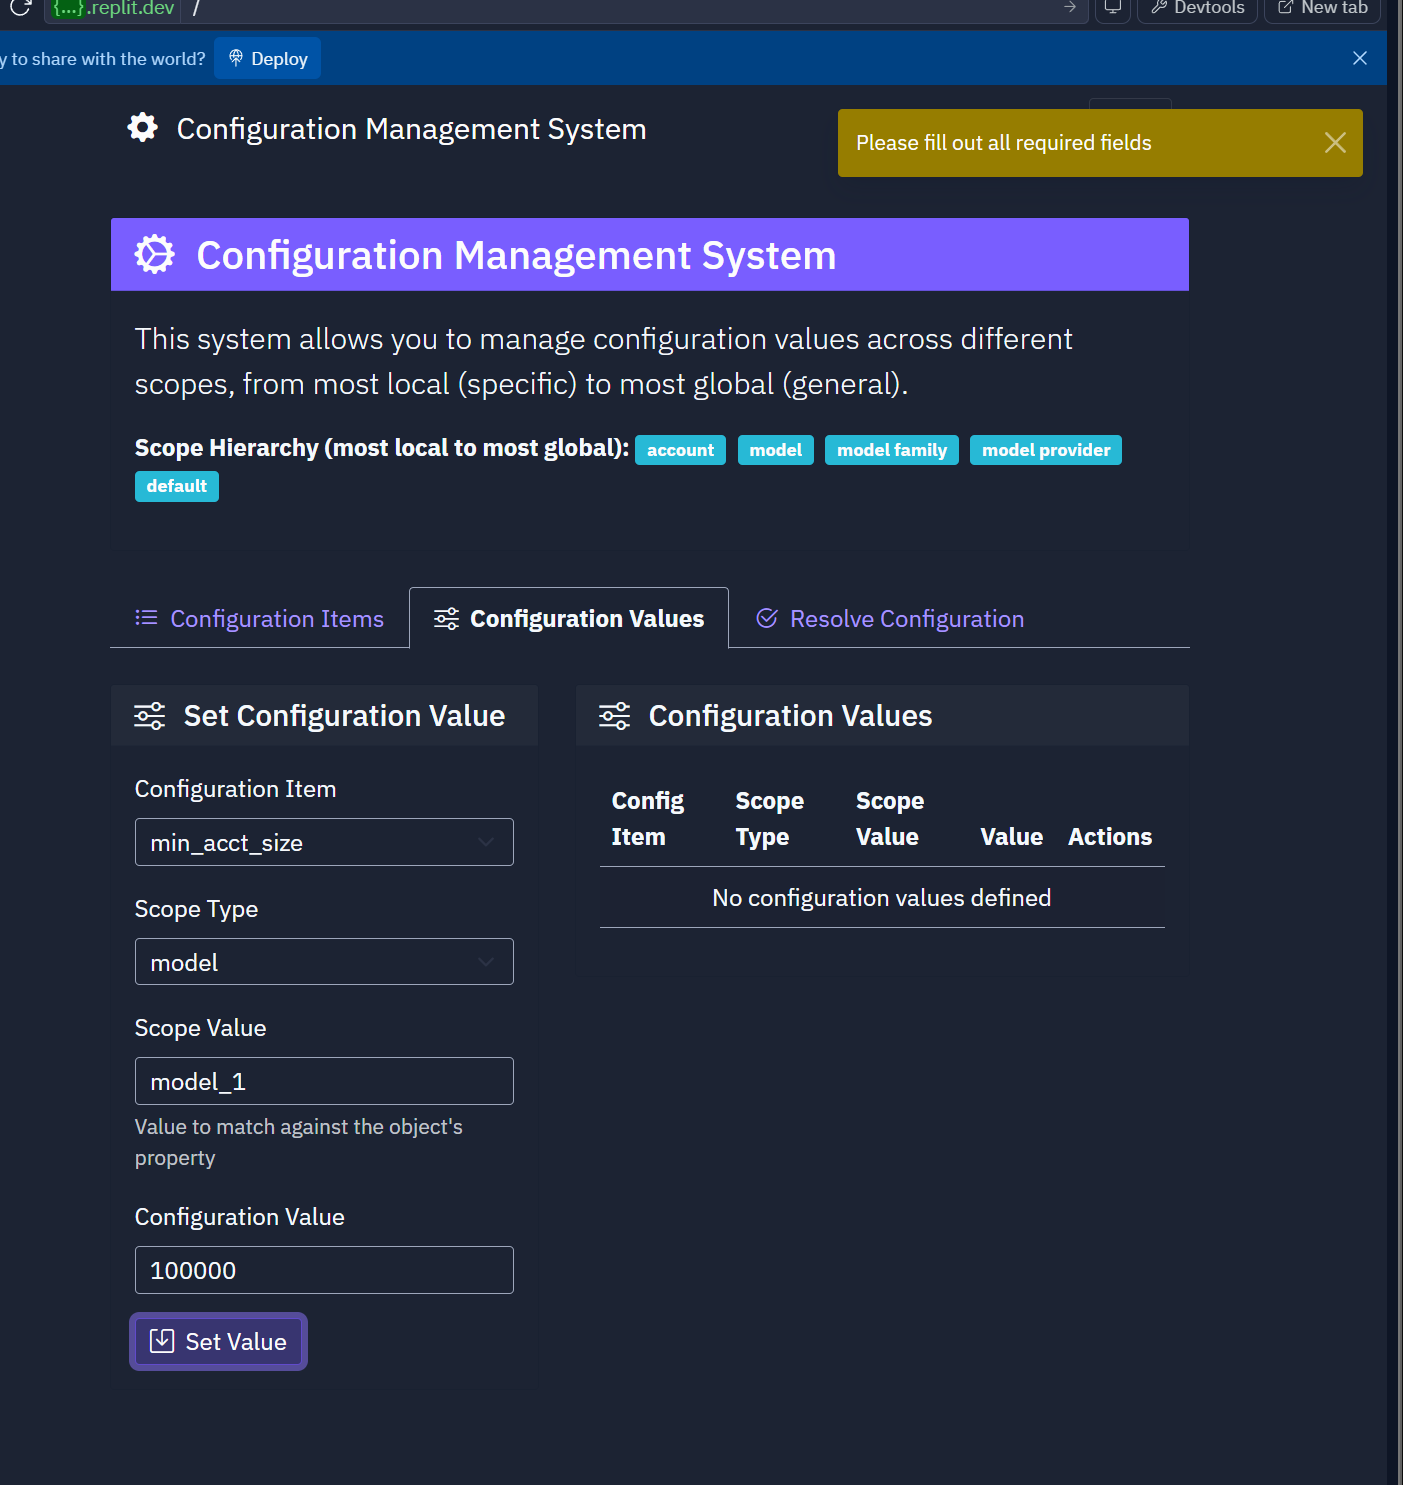 {...}.replit.dev /
Devtools
New tab
y to share with the world?
Deploy
Configuration Management System
Please fill out all required fields
Configuration Management System
This system allows you to manage configuration values across different
scopes, from most local (specific) to most global (general).
Scope Hierarchy (most local to most global): account model model family model provider
default
Configuration Items
Configuration Values
Resolve Configuration
Set Configuration Value
Configuration Item
min_acct_size
Scope Type
model
Scope Value
model_1
Value to match against the object's
property
Configuration Value
100000
Set Value
Configuration Values
Config Item
Scope Type
Scope Value
Value
Actions
No configuration values defined